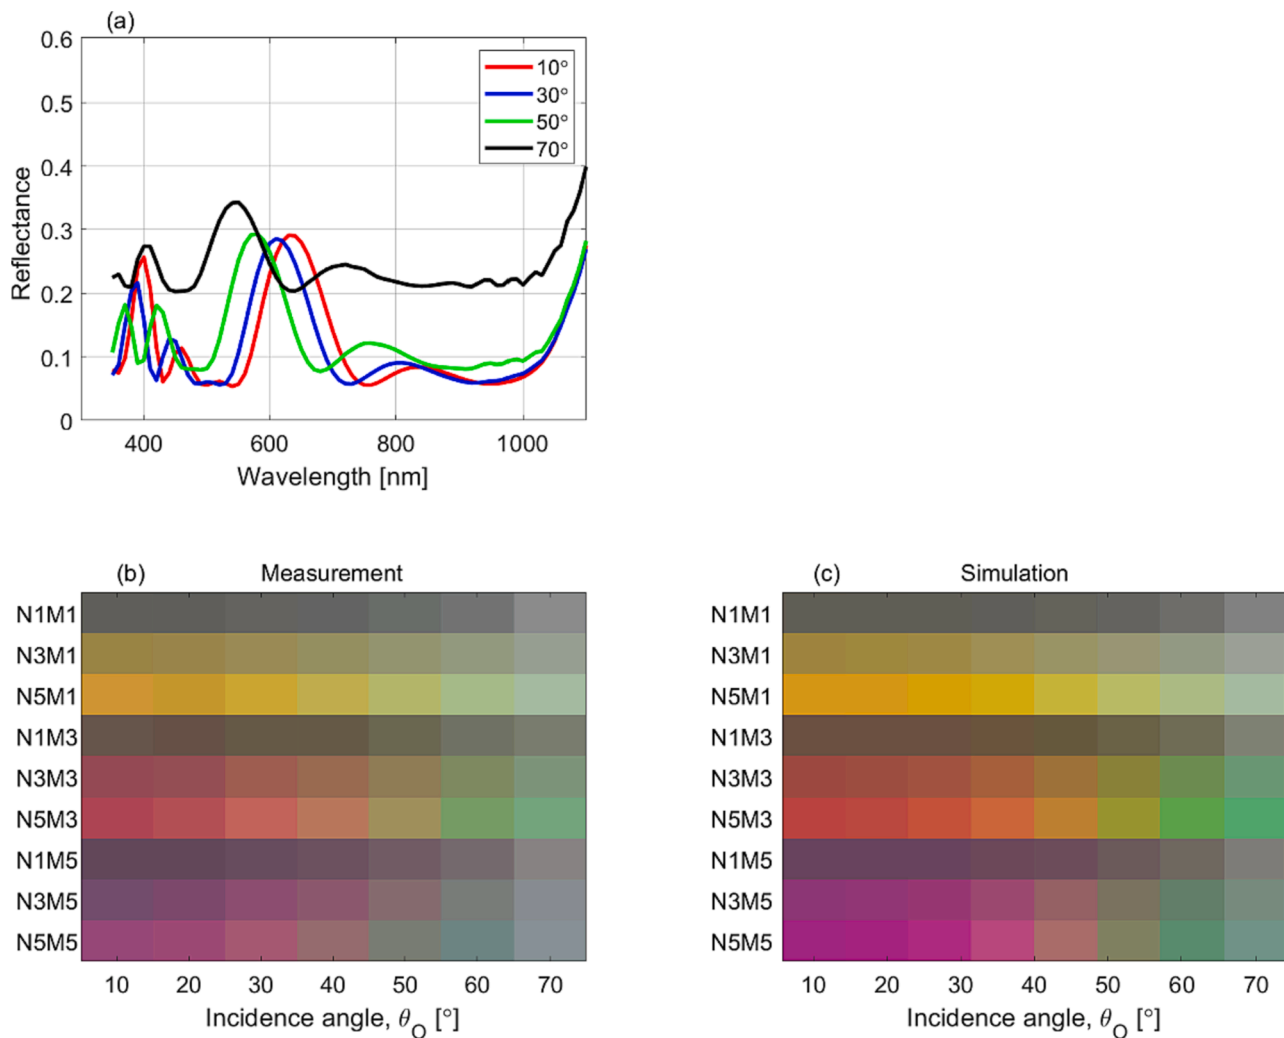 (a)
0.6
0.5
0.4
0.3
0.2
0.1
0
Reflectance
10°
30°
50°
70°
400 600 800 1000
Wavelength [nm]
(b) Measurement
N1M1
N3M1
N5M1
N1M3
N3M3
N5M3
N1M5
N3M5
N5M5
10 20 30 40 50 60 70
Incidence angle, θO [°]
(c) Simulation
N1M1
N3M1
N5M1
N1M3
N3M3
N5M3
N1M5
N3M5
N5M5
10 20 30 40 50 60 70
Incidence angle, θO [°]